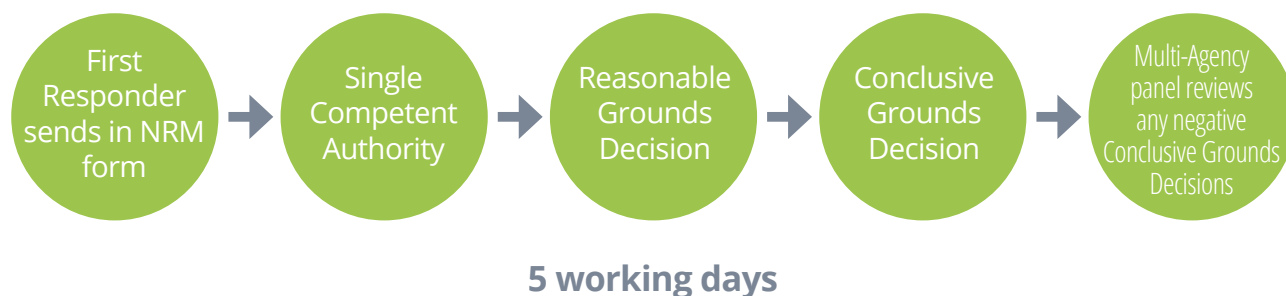 First
Responder
sends in NRM
form
Single
Competent
Authority
Reasonable
Grounds
Decision
Conclusive
Grounds
Decision
Multi-Agency
panel reviews
any negative
Conclusive Grounds
Decisions
5 working days